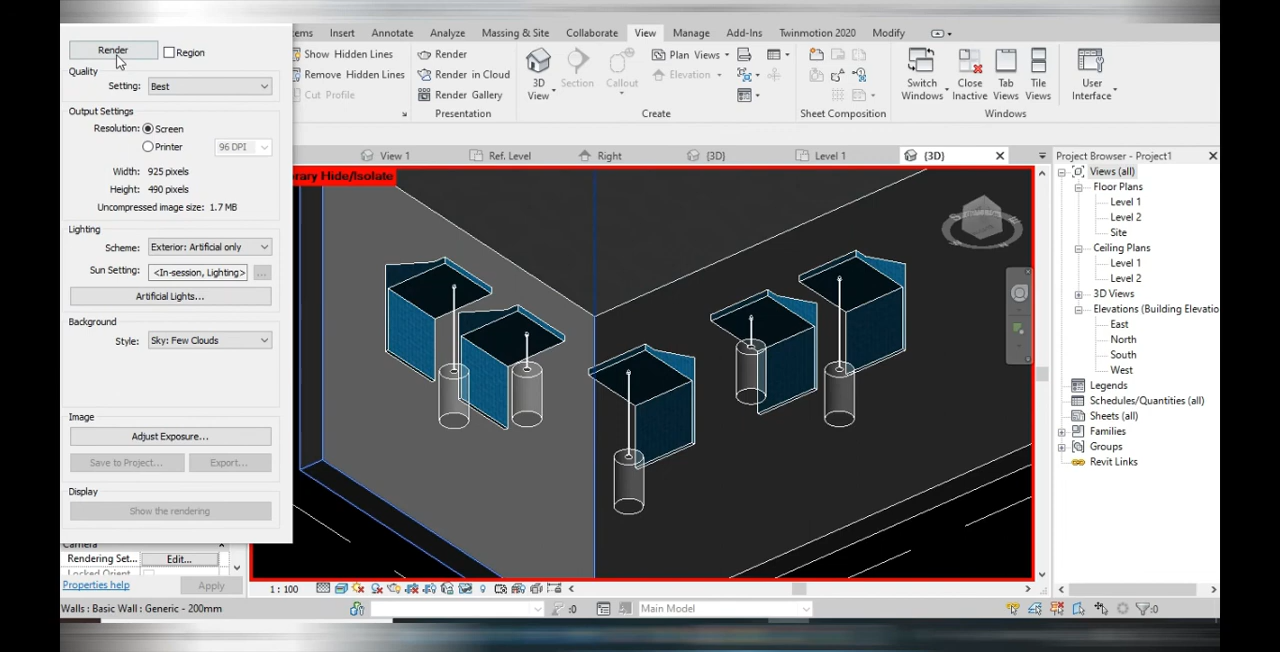 Render
Region
Quality
Setting:
Best
Output Settings
Resolution:
Screen
Printer
96 DPI
Width: 925 pixels
Height: 490 pixels
Uncompressed image size: 1.7 MB
Lighting
Scheme:
Exterior: Artificial only
Sun Setting:
<In-session, Lighting>
...
Artificial Lights...
Background
Style:
Sky: Few Clouds
Image
Adjust Exposure...
Save to Project...
Export...
Display
Show the rendering
Rendering Set...
Edit...
Properties help
Apply
Walls : Basic Wall : Generic - 200mm
Insert
Annotate
Analyze
Massing & Site
Collaborate
View
Manage
Add-Ins
Twinmotion 2020
Modify
Show Hidden Lines
Remove Hidden Lines
Cut Profile
Render
Render in Cloud
Render Gallery
Presentation
3D
View
Section
Callout
Plan Views
Elevation
Create
Sheet Composition
Switch
Windows
Close
Inactive
Tab
Views
Tile
Views
Windows
User
Interface
View 1
Ref. Level
Right
{3D}
Level 1
{3D}
Hide/Isolate
1 : 100
:0
Main Model
:0
Project Browser - Project1
Views (all)
Floor Plans
Level 1
Level 2
Site
Ceiling Plans
Level 1
Level 2
3D Views
Elevations (Building Elevatio
East
North
South
West
Legends
Schedules/Quantities (all)
Sheets (all)
Families
Groups
Revit Links